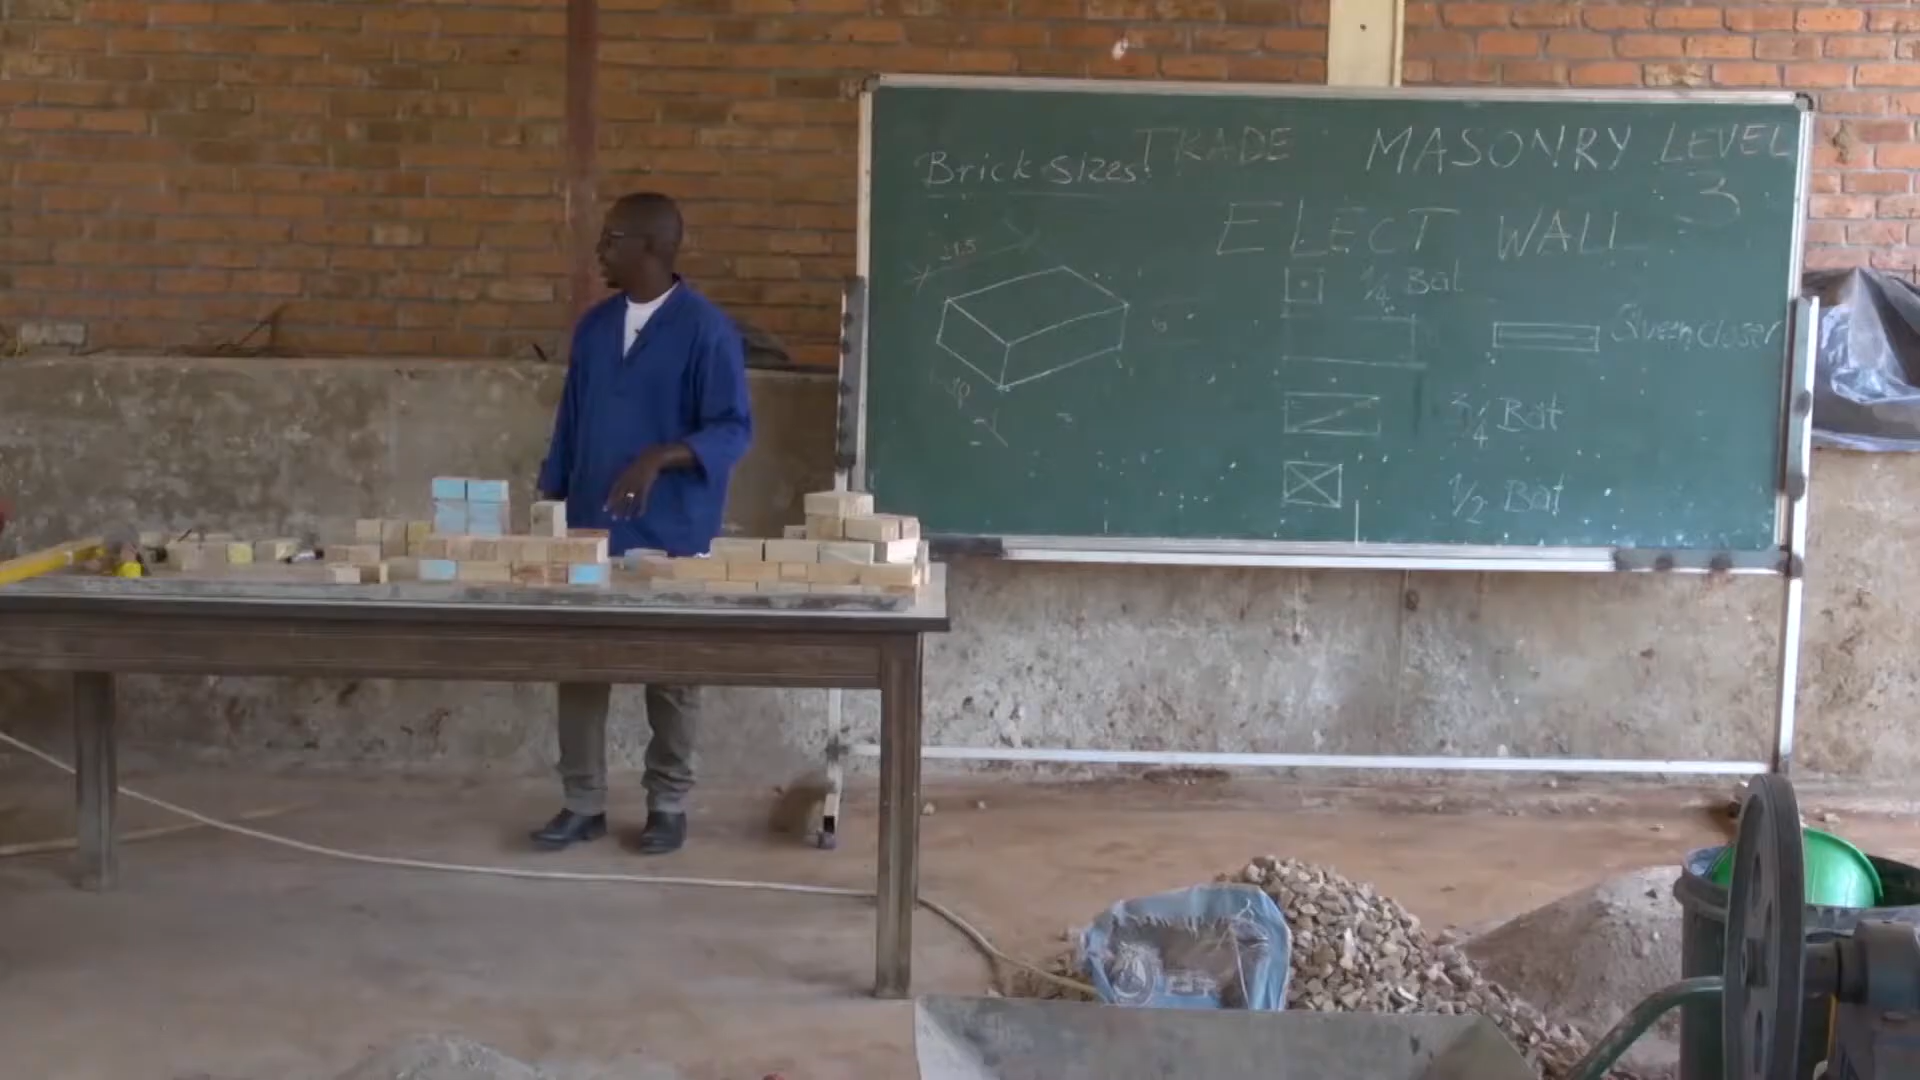 TRADE MASONRY LEVEL 3
Brick sizes
ELECT WALL
1/4 Bat
Queen closer
3/4 Bat
1/2 Bat